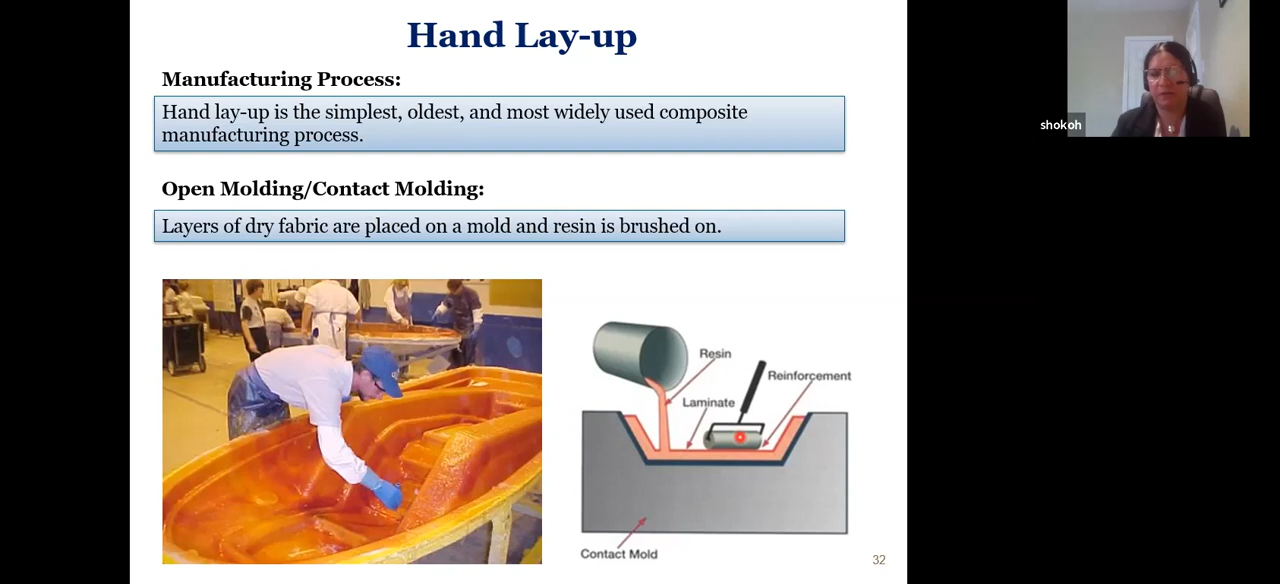 Hand Lay-up
Manufacturing Process:
Hand lay-up is the simplest, oldest, and most widely used composite
manufacturing process.
Open Molding/Contact Molding:
Layers of dry fabric are placed on a mold and resin is brushed on.
Resin
Reinforcement
Laminate
Contact Mold
32
shokoh